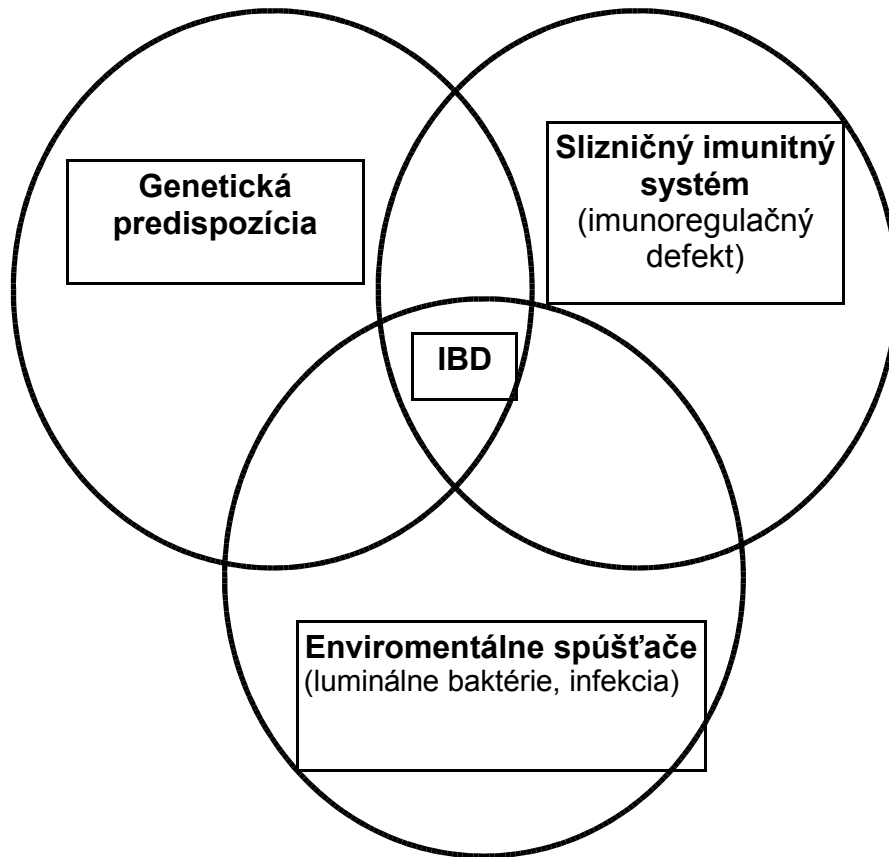 Genetická
predispozícia
Slizničný imunitný
systém
(imunoregulačný
defekt)
IBD
Enviromentálne spúšťače
(luminálne baktérie, infekcia)